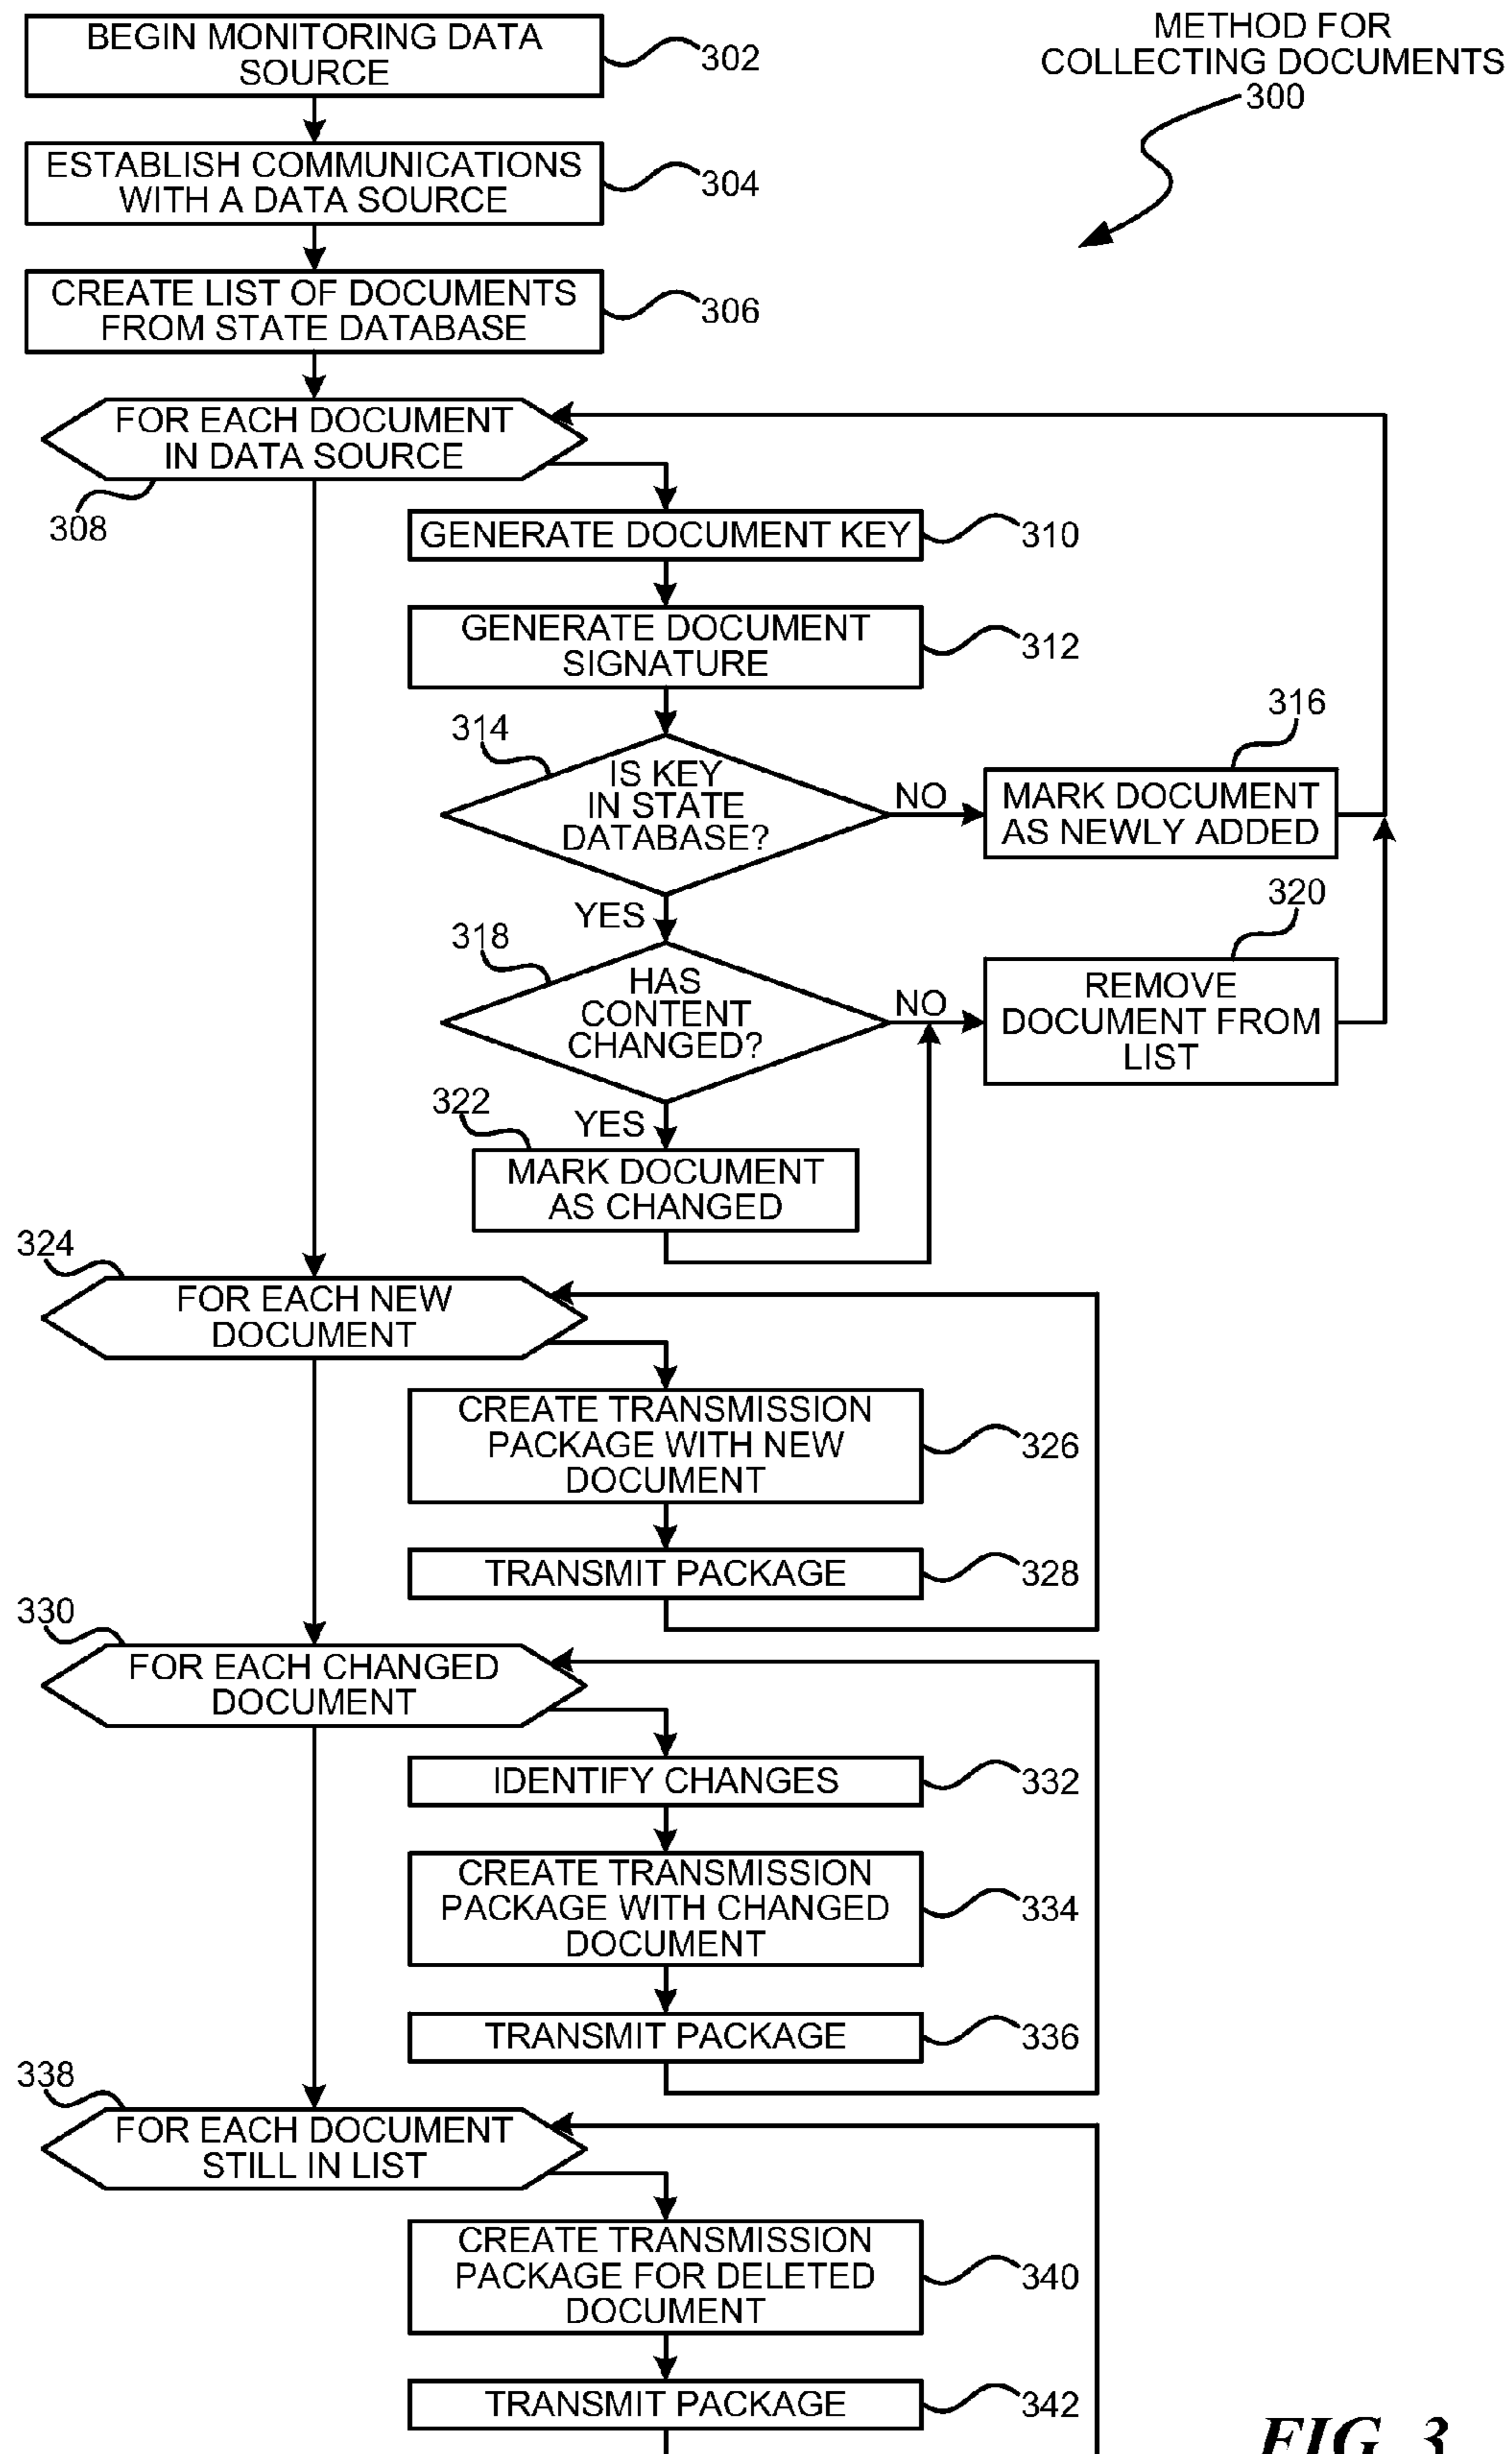 METHOD FOR
COLLECTING DOCUMENTS
300
BEGIN MONITORING DATA
SOURCE
302
ESTABLISH COMMUNICATIONS
WITH A DATA SOURCE
304
CREATE LIST OF DOCUMENTS
FROM STATE DATABASE
306
FOR EACH DOCUMENT
IN DATA SOURCE
308
GENERATE DOCUMENT KEY
310
GENERATE DOCUMENT
SIGNATURE
312
314
IS KEY
IN STATE
DATABASE?
NO
316
MARK DOCUMENT
AS NEWLY ADDED
YES
318
HAS
CONTENT
CHANGED?
NO
320
REMOVE
DOCUMENT FROM
LIST
YES
322
MARK DOCUMENT
AS CHANGED
324
FOR EACH NEW
DOCUMENT
CREATE TRANSMISSION
PACKAGE WITH NEW
DOCUMENT
326
TRANSMIT PACKAGE
328
330
FOR EACH CHANGED
DOCUMENT
IDENTIFY CHANGES
332
CREATE TRANSMISSION
PACKAGE WITH CHANGED
DOCUMENT
334
TRANSMIT PACKAGE
336
338
FOR EACH DOCUMENT
STILL IN LIST
CREATE TRANSMISSION
PACKAGE FOR DELETED
DOCUMENT
340
TRANSMIT PACKAGE
342
FIG. 3